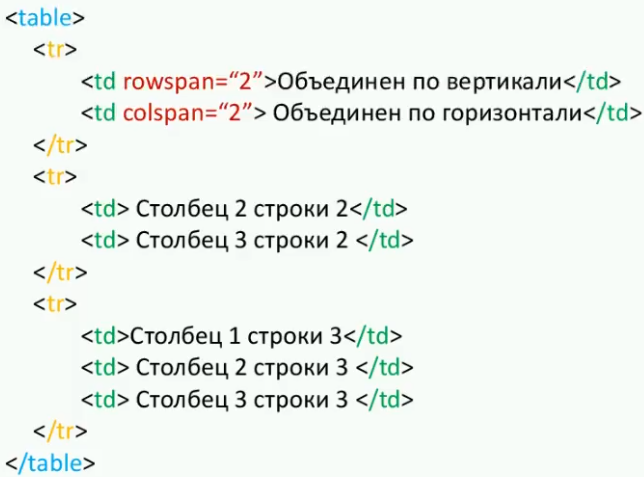 <table>
<tr>
<td rowspan=“2”>Объединен по вертикали</td>
<td colspan=“2”> Объединен по горизонтали</td>
</tr>
<tr>
<td> Столбец 2 строки 2</td>
<td> Столбец 3 строки 2 </td>
</tr>
<tr>
<td>Столбец 1 строки 3</td>
<td> Столбец 2 строки 3 </td>
<td> Столбец 3 строки 3 </td>
</tr>
</table>